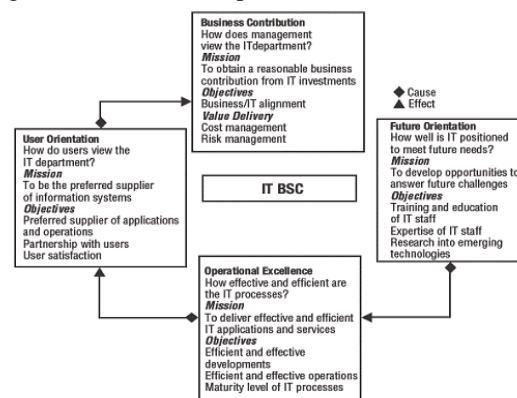 Business Contribution
How does management
view the ITdepartment?
Mission
To obtain a reasonable business
contribution from IT investments
Objectives
Business/IT alignment
Value Delivery
Cost management
Risk management
Cause
Effect
User Orientation
How do users view the
IT department?
Mission
To be the preferred supplier
of information systems
Objectives
Preferred supplier of applications
and operations
Partnership with users
User satisfaction
IT BSC
Future Orientation
How well is IT positioned
to meet future needs?
Mission
To develop opportunities to
answer future challenges
Objectives
Training and education
of IT staff
Expertise of IT staff
Research into emerging
technologies
Operational Excellence
How effective and efficient are
the IT processes?
Mission
To deliver effective and efficient
IT applications and services
Objectives
Efficient and effective
developments
Efficient and effective operations
Maturity level of IT processes